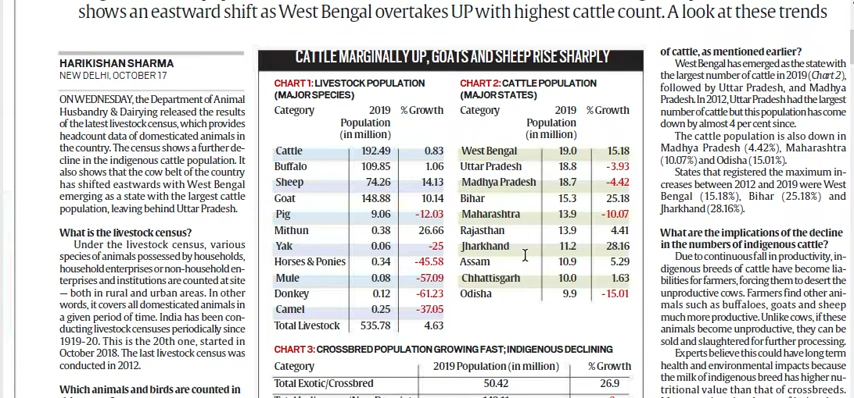 shows an eastward shift as West Bengal overtakes UP with highest cattle count. A look at these trends
HARIKISHAN SHARMA
NEW DELHI, OCTOBER 17
ON WEDNESDAY, the Department of Animal
Husbandry & Dairying released the results
of the latest livestock census, which provides
headcount data of domesticated animals in
the country. The census shows a further de-
cline in the indigenous cattle population. It
also shows that the cow belt of the country
has shifted eastwards with West Bengal
emerging as a state with the largest cattle
population, leaving behind Uttar Pradesh.
What is the livestock census?
Under the livestock census, various
species of animals possessed by households,
household enterprises or non-household en-
terprises and institutions are counted at site
— both in rural and urban areas. In other
words, it covers all domesticated animals in
a given period of time. India has been con-
ducting livestock censuses periodically since
1919-20. This is the 20th one, started in
October 2018. The last livestock census was
conducted in 2012.
Which animals and birds are counted in
CATTLE MARGINALLY UP, GOATS AND SHEEP RISE SHARPLY
CHART 1: LIVESTOCK POPULATION
(MAJOR SPECIES)
Category 2019 % Growth
Population
(in million)
Cattle 192.49 0.83
Buffalo 109.85 1.06
Sheep 74.26 14.13
Goat 148.88 10.14
Pig 9.06 -12.03
Mithun 0.38 26.66
Yak 0.06 -25
Horses & Ponies 0.34 -45.58
Mule 0.08 -57.09
Donkey 0.12 -61.23
Camel 0.25 -37.05
Total Livestock 535.78 4.63
CHART 2: CATTLE POPULATION
(MAJOR STATES)
Category 2019 % Growth
Population
(in million)
West Bengal 19.0 15.18
Uttar Pradesh 18.8 -3.93
Madhya Pradesh 18.7 -4.42
Bihar 15.3 25.18
Maharashtra 13.9 -10.07
Rajasthan 13.9 4.41
Jharkhand 11.2 28.16
Assam 10.9 5.29
Chhattisgarh 10.0 1.63
Odisha 9.9 -15.01
CHART 3: CROSSBRED POPULATION GROWING FAST; INDIGENOUS DECLINING
Category 2019 Population (in million) % Growth
Total Exotic/Crossbred 50.42 26.9
of cattle, as mentioned earlier?
West Bengal has emerged as the state with
the largest number of cattle in 2019 (Chart 2),
followed by Uttar Pradesh, and Madhya
Pradesh. In 2012, Uttar Pradesh had the largest
number of cattle but this population has come
down by almost 4 per cent since.
The cattle population is also down in
Madhya Pradesh (4.42%), Maharashtra
(10.07%) and Odisha (15.01%).
States that registered the maximum in-
creases between 2012 and 2019 were West
Bengal (15.18%), Bihar (25.18%) and
Jharkhand (28.16%).
What are the implications of the decline
in the numbers of indigenous cattle?
Due to continuous fall in productivity, in-
digenous breeds of cattle have become lia-
bilities for farmers, forcing them to desert the
unproductive cows. Farmers find other ani-
mals such as buffaloes, goats and sheep
much more productive. Unlike cows, if these
animals become unproductive, they can be
sold and slaughtered for further processing.
Experts believe this could have long term
health and environmental impacts because
the milk of indigenous breed has higher nu-
tritional value than that of crossbreeds.